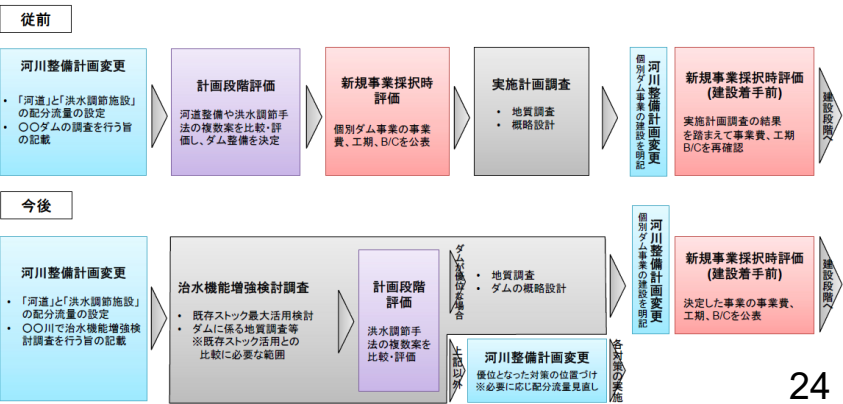 従前
河川整備計画変更
• 「河道」と「洪水調節施設」
の配分流量の設定
• 〇〇ダムの調査を行う旨
の記載
計画段階評価
河道整備や洪水調節手
法の複数案を比較・評
価し、ダム整備を決定
新規事業採択時
評価
個別ダム事業の事業
費、工期、B/Cを公表
実施計画調査
• 地質調査
• 概略設計
河川整備計画変更
個別ダム事業の建設を明記
新規事業採択時評価
(建設着手前)
実施計画調査の結果
を踏まえて事業費、工期
B/Cを再確認
建設段階へ
今後
河川整備計画変更
• 「河道」と「洪水調節施設」
の配分流量の設定
• 〇〇川で治水機能増強検
討調査を行う旨の記載
治水機能増強検討調査
• 既存ストック最大活用検討
• ダムに係る地質調査等
※既存ストック活用との
比較に必要な範囲
計画段階
評価
洪水調節手
法の複数案を
比較・評価
ダムが優位な場合
• 地質調査
• ダムの概略設計
上記以外
河川整備計画変更
優位となった対策の位置づけ
※必要に応じ配分流量見直し
各対策の実施
河川整備計画変更
個別ダム事業の建設を明記
新規事業採択時評価
(建設着手前)
決定した事業の事業費、
工期、B/Cを公表
建設段階へ
24